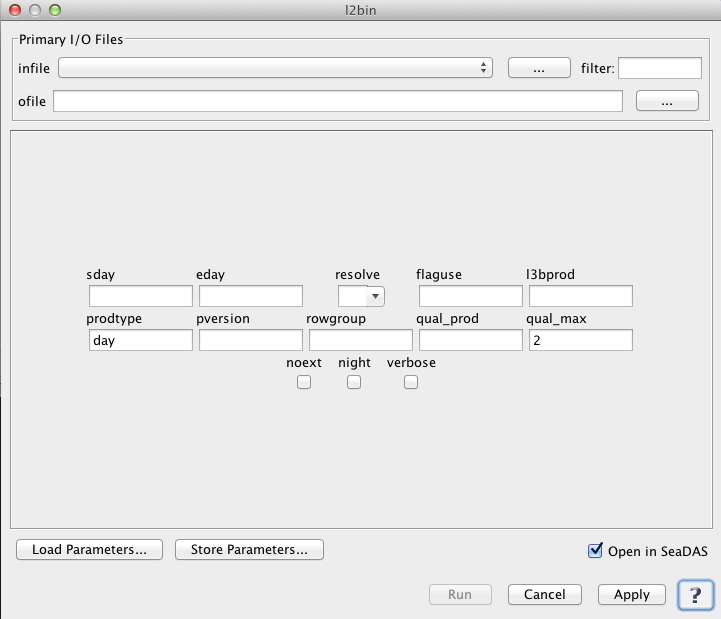 l2bin
Primary I/O Files
infile ... filter:
ofile ...
sday eday resolve flaguse l3bprod
prodtype pversion rowgroup qual_prod qual_max
day 2
noext night verbose
Load Parameters... Store Parameters... Open in SeaDAS
Run Cancel Apply ?